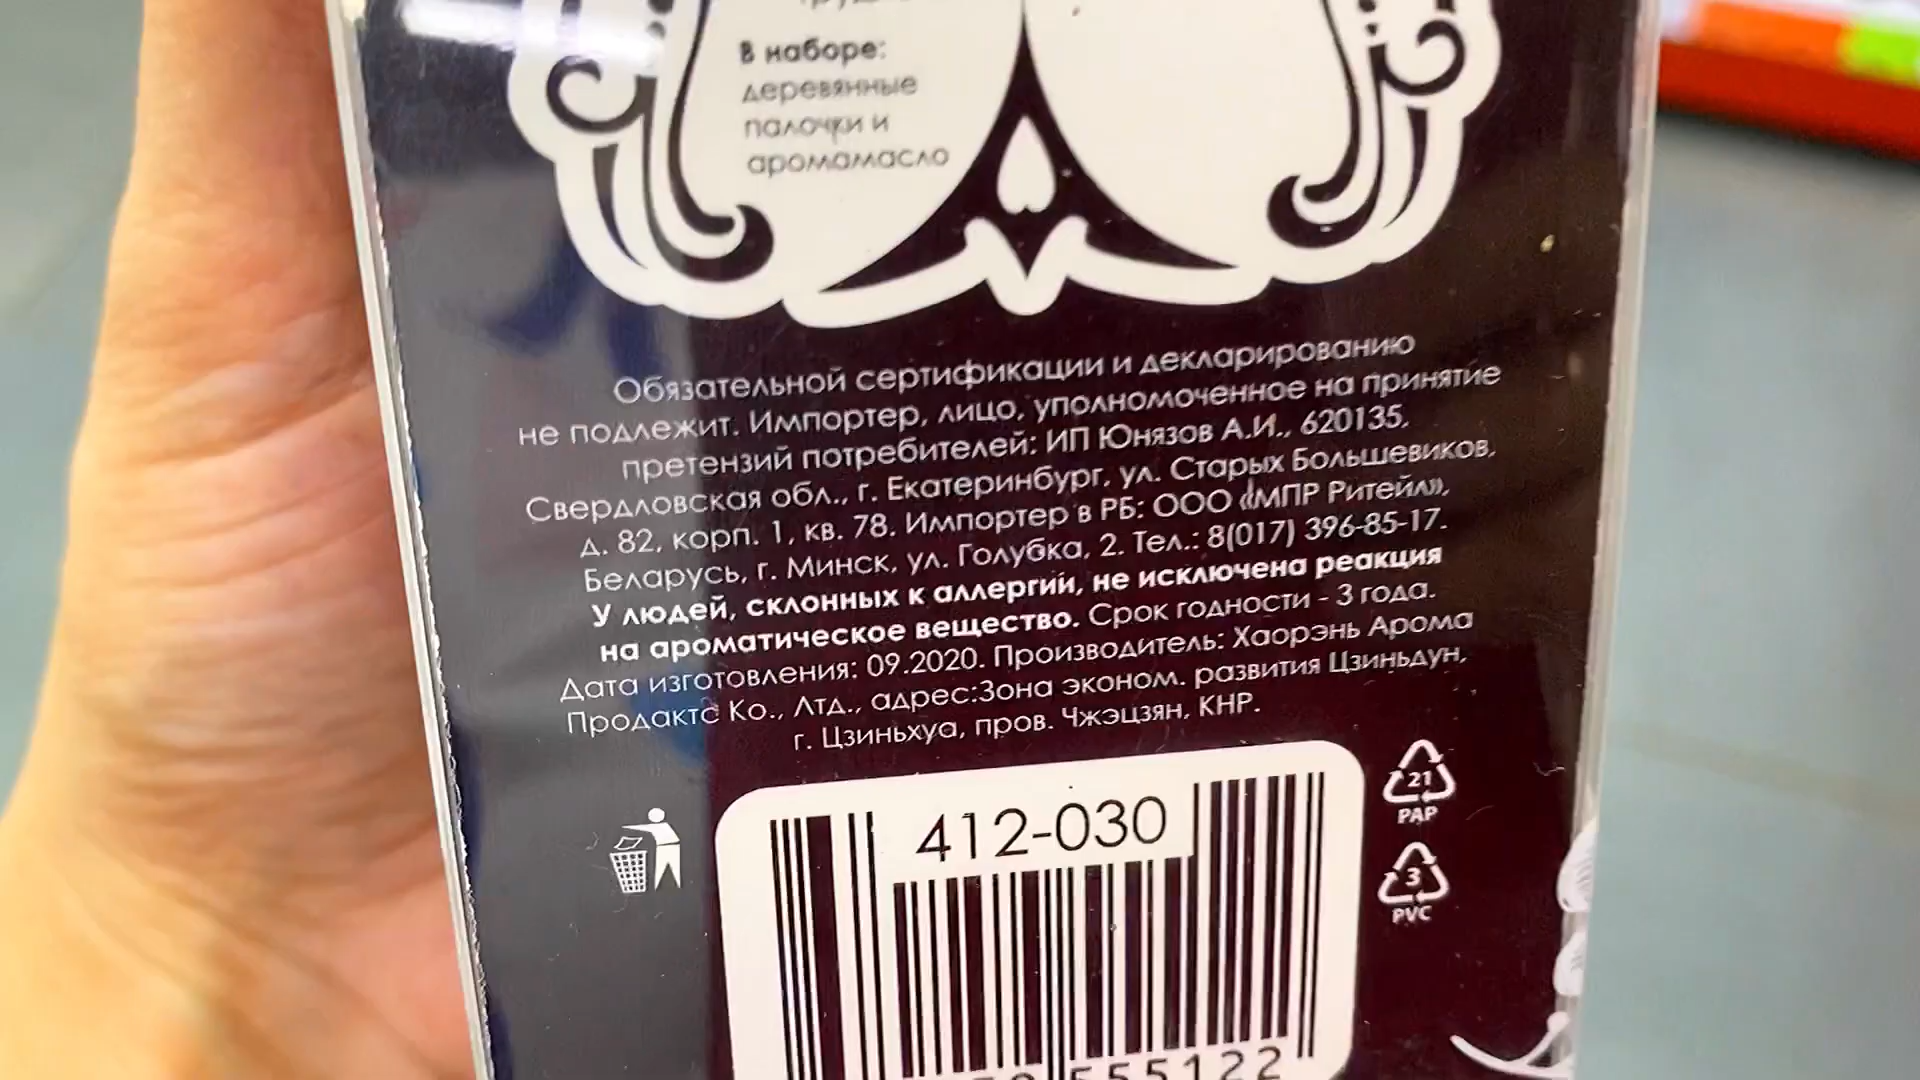 В наборе:
деревянные
палочки и
аромамасло
Обязательной сертификации и декларированию
не подлежит. Импортер, лицо, уполномоченное на принятие
претензий потребителей: ИП Юнязов А.И., 620135,
Свердловская обл., г. Екатеринбург, ул. Старых Большевиков,
д. 82, корп. 1, кв. 78. Импортер в РБ: ООО «МПР Ритейл»,
Беларусь, г. Минск, ул. Голубка, 2. Тел.: 8(017) 396-85-17.
У людей, склонных к аллергии, не исключена реакция
на ароматическое вещество. Срок годности - 3 года.
Дата изготовления: 09.2020. Производитель: Хаорэнь Арома
Продактс Ко., Лтд., адрес:Зона эконом. развития Цзиньдун,
г. Цзиньхуа, пров. Чжэцзян, КНР.
412-030
21
PAP
3
PVC
555122